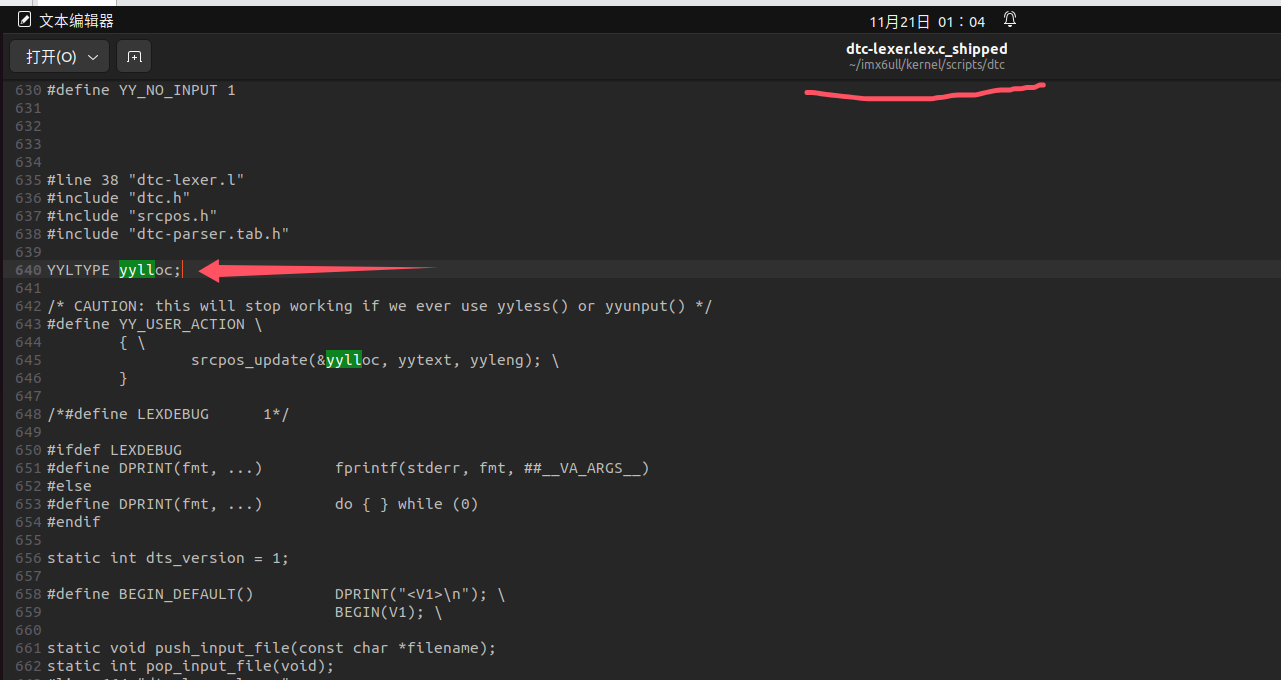 文本编辑器
11月21日 01：04
打开(O)
dtc-lexer.lex.c_shipped
~/imx6ull/kernel/scripts/dtc
630 #define YY_NO_INPUT 1
631
632
633
634
635 #line 38 "dtc-lexer.l"
636 #include "dtc.h"
637 #include "srcpos.h"
638 #include "dtc-parser.tab.h"
639
640 YYLTYPE yylloc;
641
642 /* CAUTION: this will stop working if we ever use yyless() or yyunput() */
643 #define YY_USER_ACTION \
644 { \
645 srcpos_update(&yylloc, yytext, yyleng); \
646 }
647
648 /*#define LEXDEBUG 1*/
649
650 #ifdef LEXDEBUG
651 #define DPRINT(fmt, ...) fprintf(stderr, fmt, ##__VA_ARGS__)
652 #else
653 #define DPRINT(fmt, ...) do { } while (0)
654 #endif
655
656 static int dts_version = 1;
657
658 #define BEGIN_DEFAULT() DPRINT("<V1>\n"); \
659 BEGIN(V1); \
660
661 static void push_input_file(const char *filename);
662 static int pop_input_file(void);